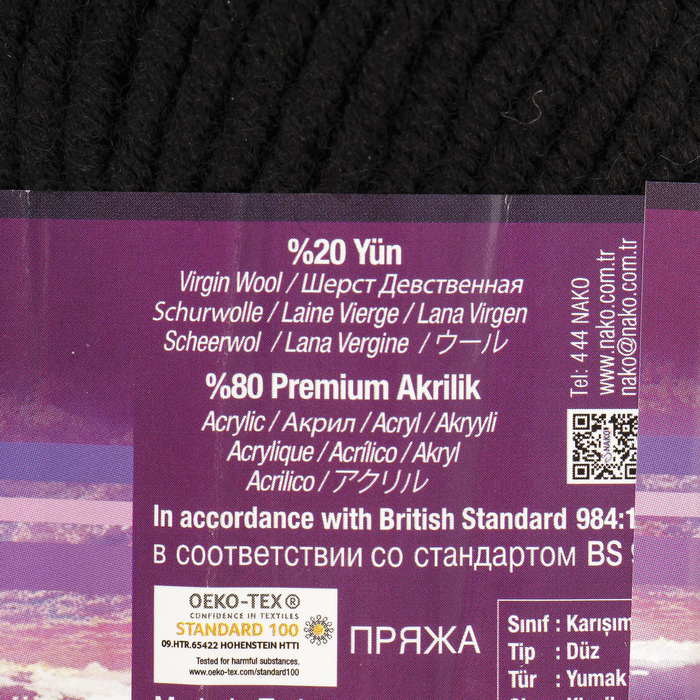 %20 Yün
Virgin Wool / Шерст Девственная
Schurwolle / Laine Vierge / Lana Virgen
Scheerwol / Lana Vergine / ウール
%80 Premium Akrilik
Acrylic / Акрил / Acryl / Akryyli
Acrylique / Acrílico / Akryl
Acrilico / アクリル
In accordance with British Standard 984:1
в соответствии со стандартом BS
Tel: 444 NAKO
www.nako.com.tr
nako@nako.com.tr
NAKO
OEKO-TEX®
CONFIDENCE IN TEXTILES
STANDARD 100
09.HTR.65422 HOHENSTEIN HTTI
Tested for harmful substances.
www.oeko-tex.com/standard100
ПРЯЖА
Sınıf : Karışım
Tip : Düz
Tür : Yumak